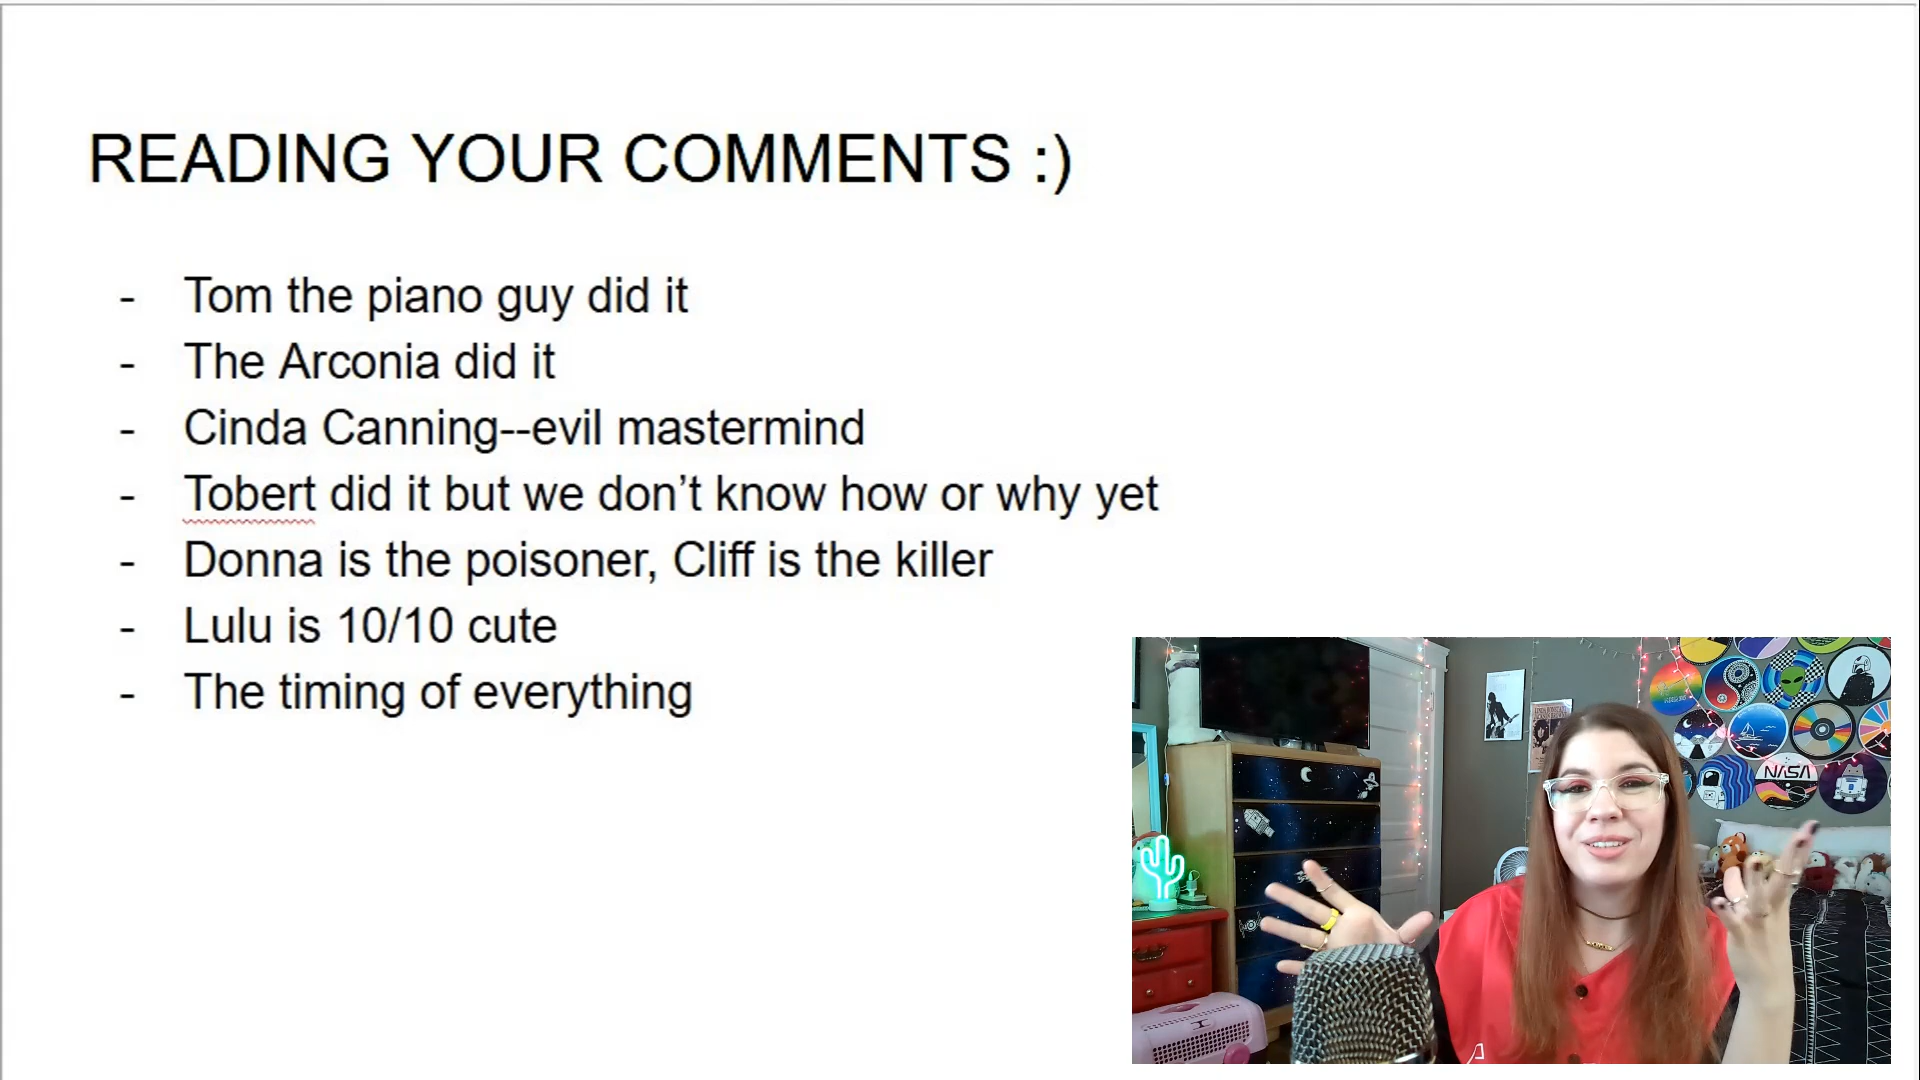 READING YOUR COMMENTS :)
- Tom the piano guy did it
- The Arconia did it
- Cinda Canning--evil mastermind
- Tobert did it but we don’t know how or why yet
- Donna is the poisoner, Cliff is the killer
- Lulu is 10/10 cute
- The timing of everything
NASA